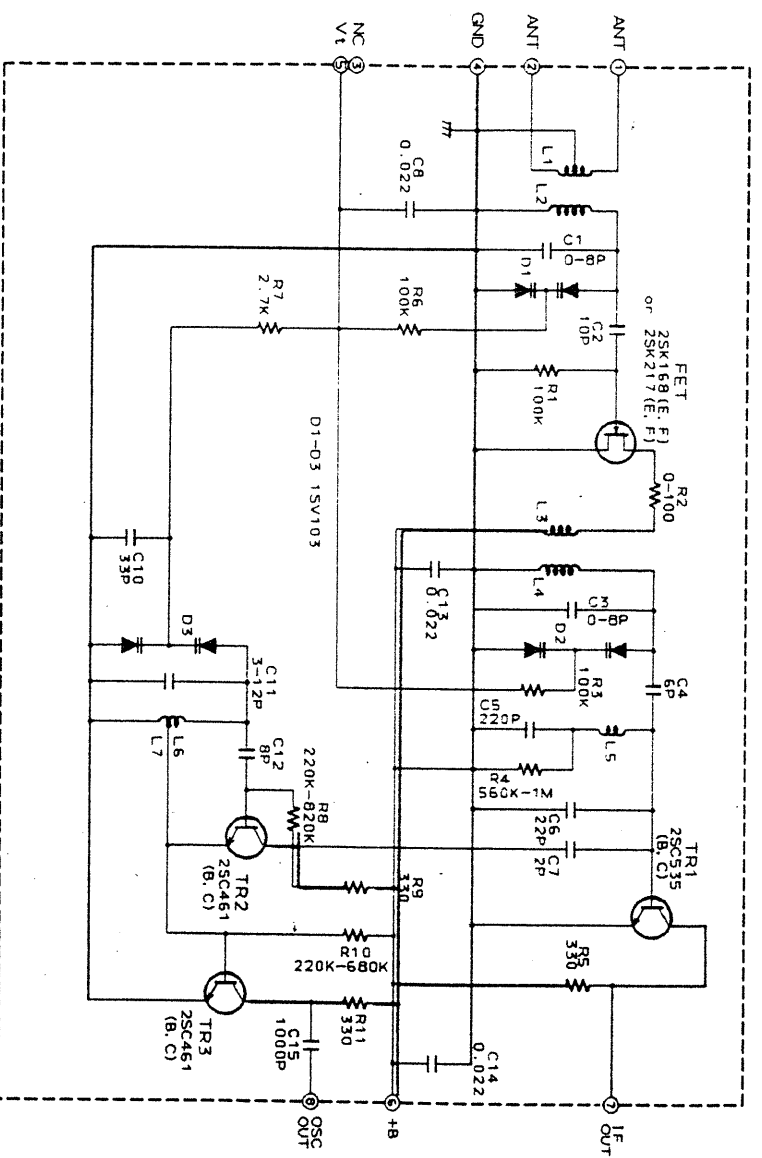 ANT
1
ANT
2
GND
4
NC
3
Vt
5
L1
L2
C8
0.022
C1
0-8P
D1
C2
10P
R1
100K
R6
100K
R7
2.7K
or
FET
2SK168 (E, F)
2SK217 (E, F)
R2
0-100
L3
L4
C13
0.022
C3
0-8P
D2
R3
100K
C4
6P
C5
220P
L5
R4
560K-1M
C6
22P
C7
2P
TR1
2SC535
(B, C)
R5
330
D1-D3 1SV103
C10
33P
D3
C11
3-12P
L6
L7
C12
8P
R8
220K-820K
TR2
2SC461
(B, C)
R9
330
R10
220K-680K
TR3
2SC461
(B, C)
R11
330
C15
1000P
C14
0.022
7
IF
OUT
6
+B
8
OSC
OUT